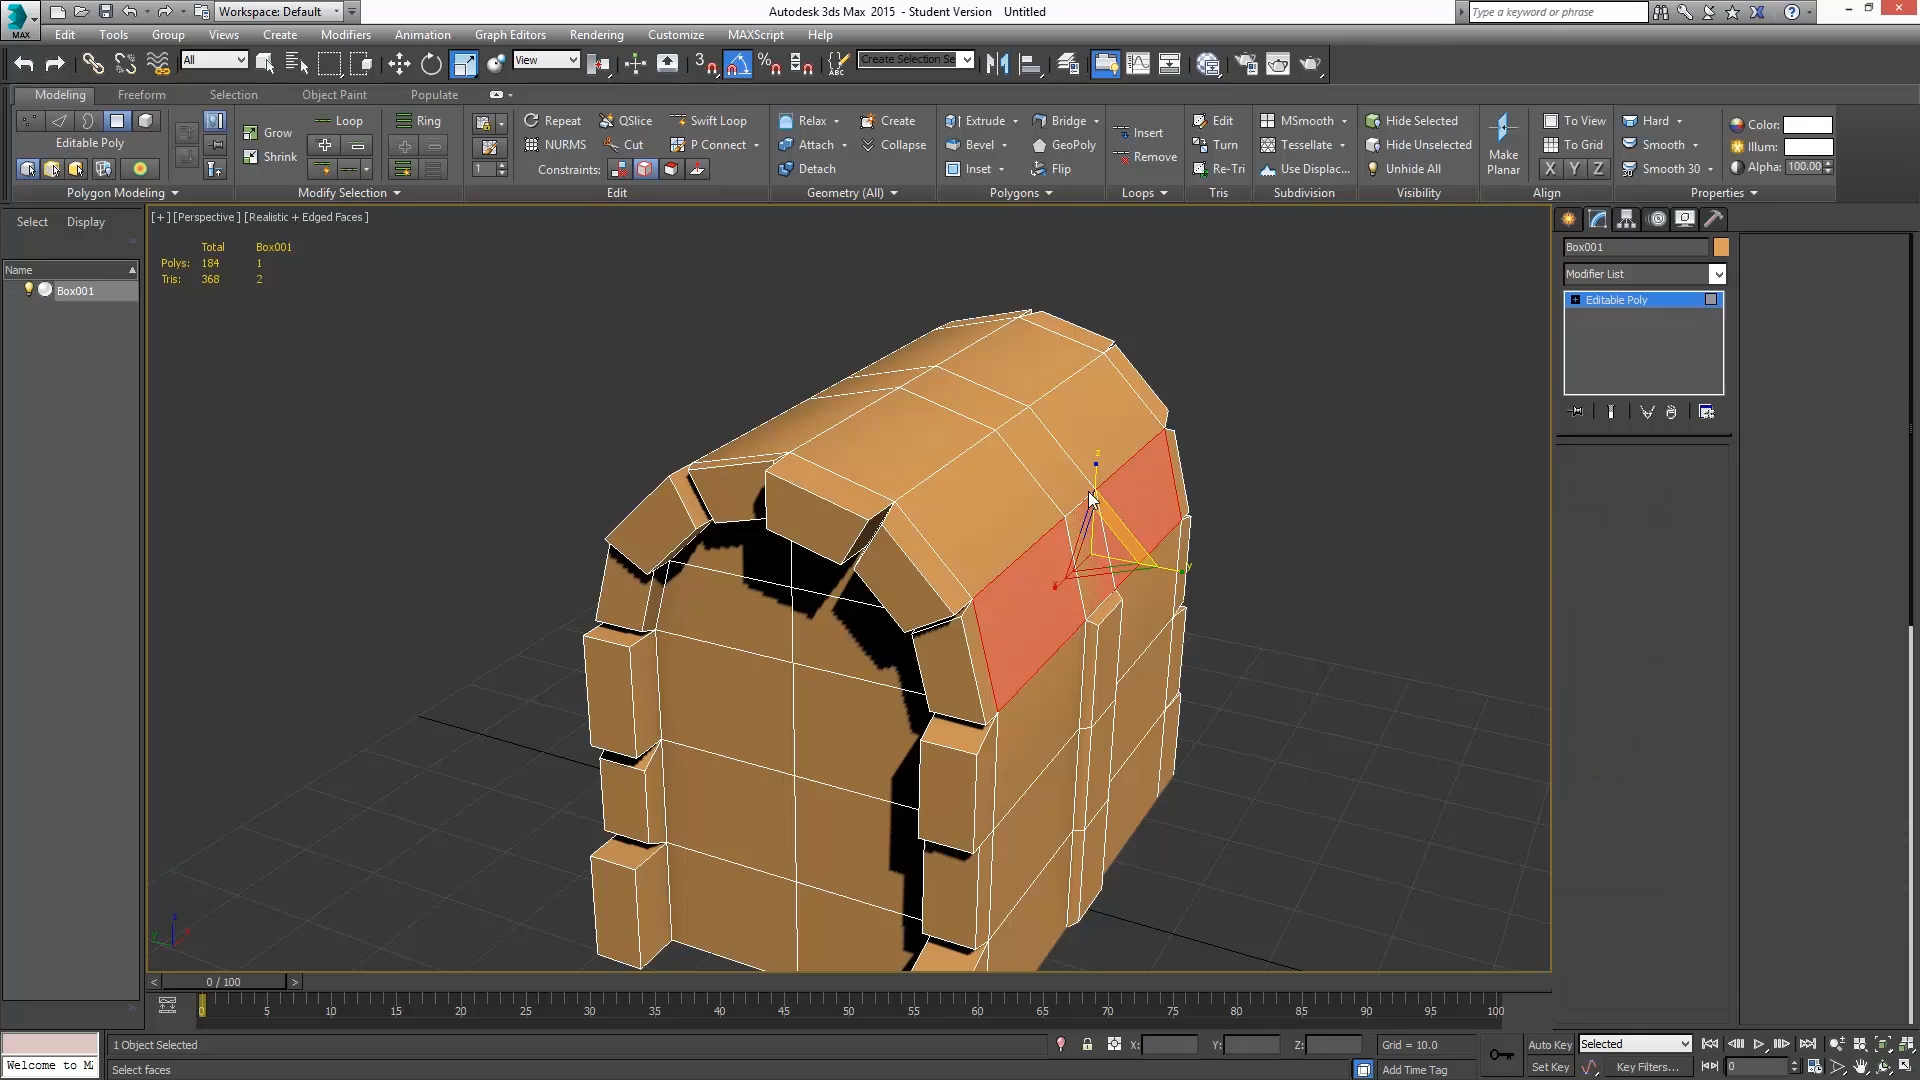 Workspace: Default
Autodesk 3ds Max 2015 - Student Version Untitled
Type a keyword or phrase
MAX
Edit Tools Group Views Create Modifiers Animation Graph Editors Rendering Customize MAXScript Help
All
View
3
ABC
Create Selection Se
Modeling Freeform Selection Object Paint Populate
Loop Ring Repeat QSlice Swift Loop Relax Create Extrude Bridge Edit MSmooth Hide Selected To View Hard Color:
Grow
Editable Poly NURMS Cut P Connect Attach Collapse Bevel GeoPoly Insert Turn Tessellate Hide Unselected To Grid Smooth Illum:
Shrink Remove Make
Planar
1 Constraints: Detach Inset Flip Re-Tri Use Displac... Unhide All X Y Z Smooth 30 Alpha: 100.00
Polygon Modeling Modify Selection Edit Geometry (All) Polygons Loops Tris Subdivision Visibility Align Properties
Select Display
[+] [Perspective] [Realistic + Edged Faces]
Total Box001
Polys: 184 1
Tris: 368 2
Name
Box001
Box001
Modifier List
Editable Poly
z
y
x
z
y
x
0 / 100
0 5 10 15 20 25 30 35 40 45 50 55 60 65 70 75 80 85 90 95 100
1 Object Selected X: Y: Z: Grid = 10.0 Auto Key Selected
Welcome to M
Select faces Add Time Tag Set Key Key Filters... 0